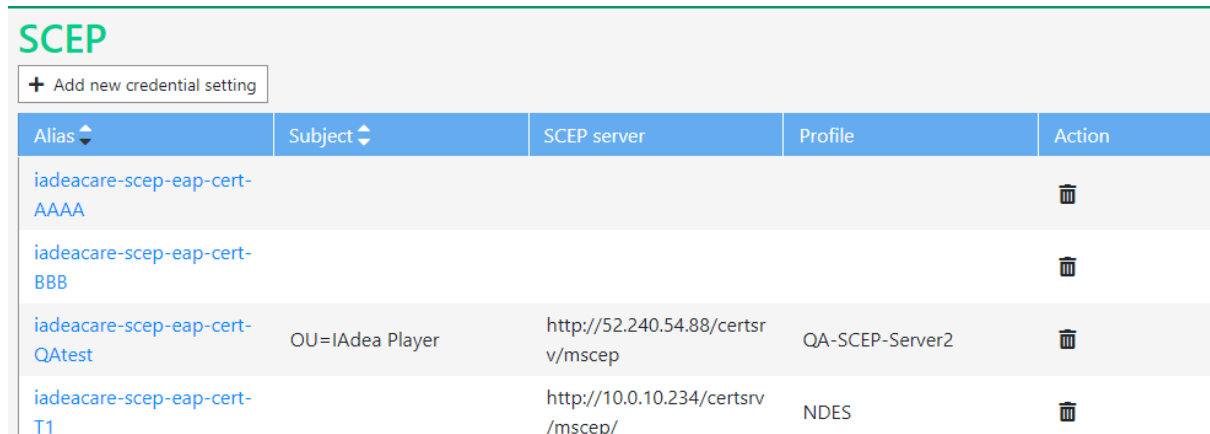 SCEP
+ Add new credential setting
Alias Subject SCEP server Profile Action
iadeacare-scep-eap-cert-
AAAA
iadeacare-scep-eap-cert-
BBB
iadeacare-scep-eap-cert-
QAtest
OU=IAdea Player
http://52.240.54.88/certsr
v/mscep
QA-SCEP-Server2
iadeacare-scep-eap-cert-
T1
http://10.0.10.234/certsrv
/mscep/
NDES